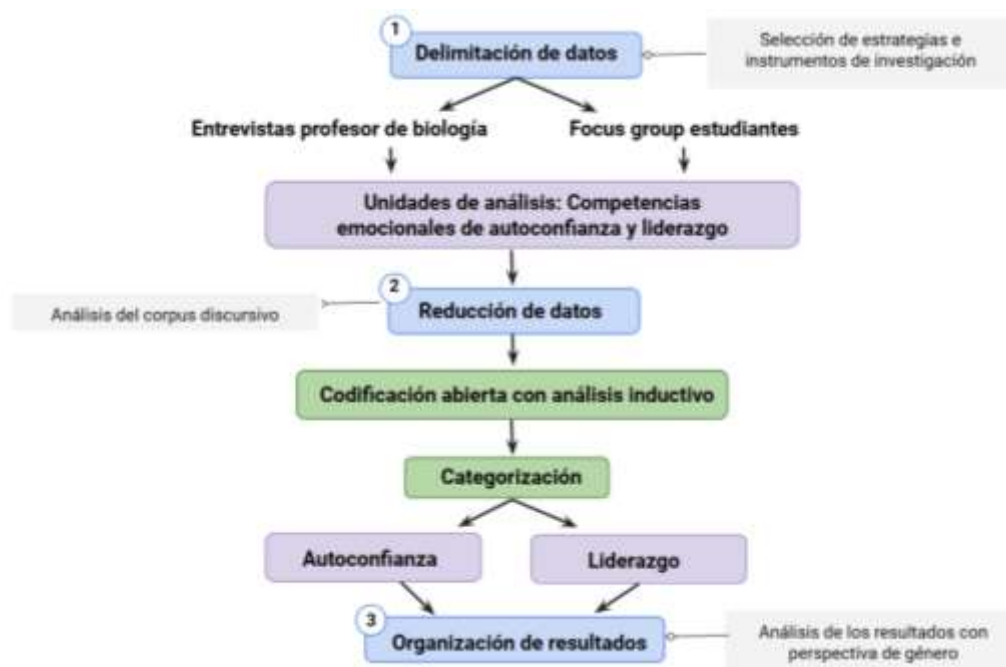 1
Delimitación de datos
Selección de estrategias e
instrumentos de investigación
Entrevistas profesor de biología
Focus group estudiantes
Unidades de análisis: Competencias
emocionales de autoconfianza y liderazgo
2
Reducción de datos
Análisis del corpus discursivo
Codificación abierta con análisis inductivo
Categorización
Autoconfianza
Liderazgo
3
Organización de resultados
Análisis de los resultados con
perspectiva de género